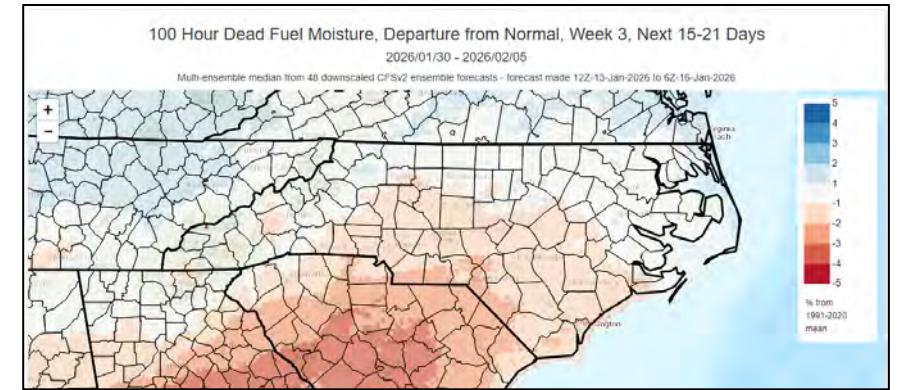 100 Hour Dead Fuel Moisture, Departure from Normal, Week 3, Next 15-21 Days
2026/01/30 - 2026/02/05
Multi-ensemble median from 48 downscaled CFSv2 ensemble forecasts - forecast made 12Z-13-Jan-2026 to 6Z-16-Jan-2026
+
−
5
4
3
2
1
-1
-2
-3
-4
-5
% from
1991-2020
mean